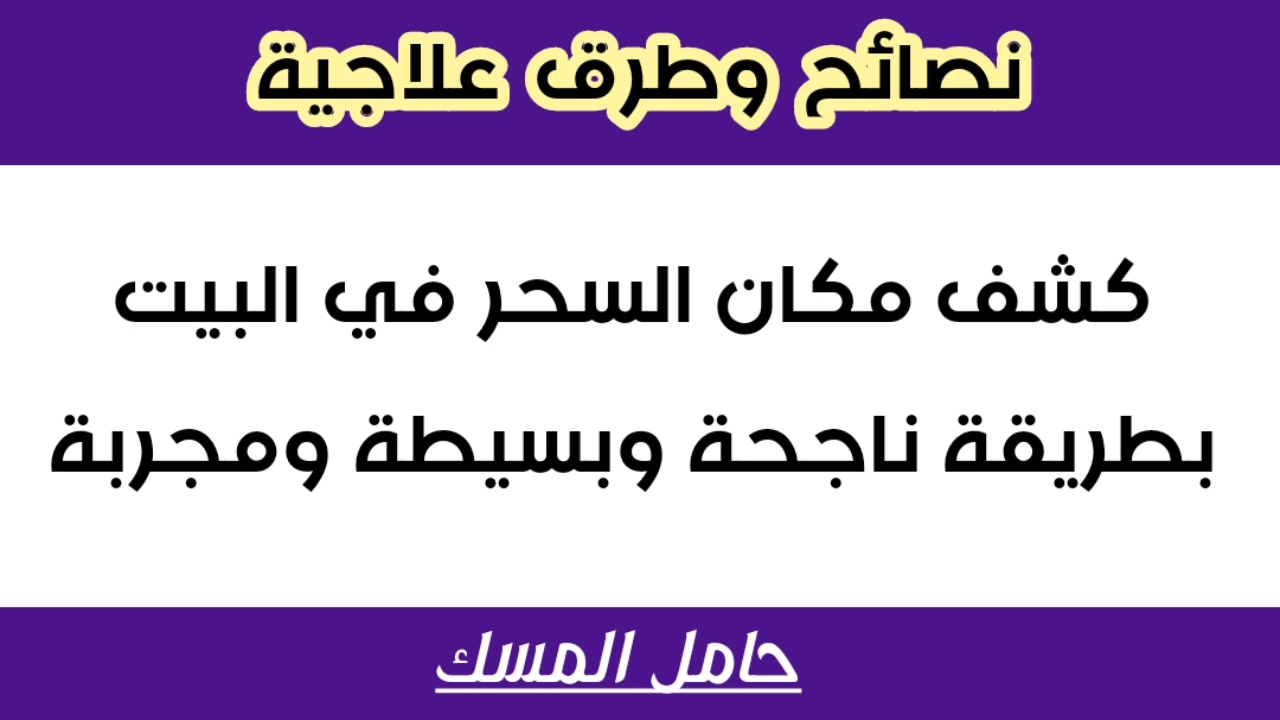 نصائح وطرق علاجية
كشف مكان السحر في البيت
بطريقة ناجحة وبسيطة ومجربة
حامل المسك